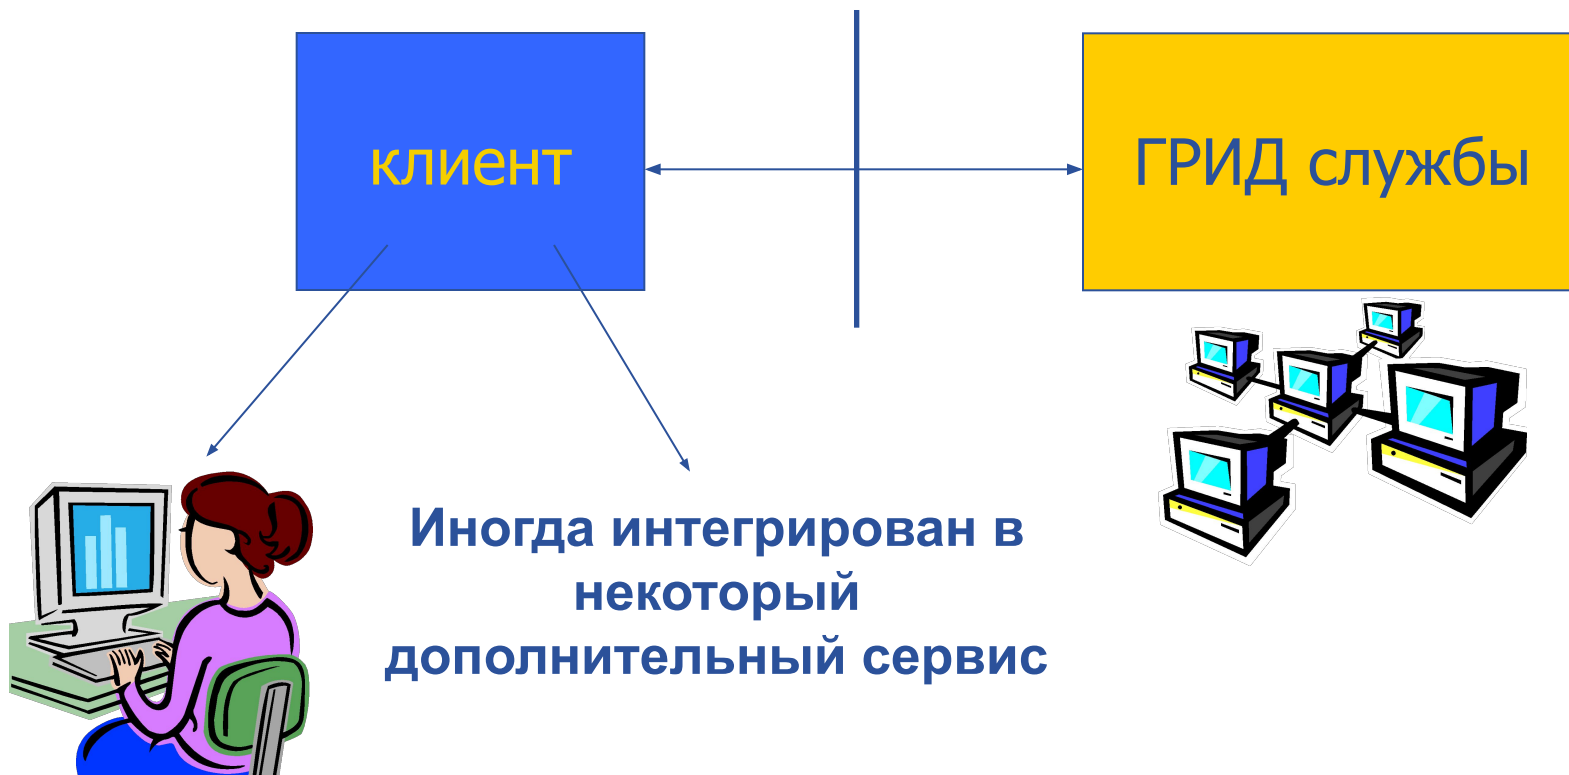 клиент
ГРИД службы
Иногда интегрирован в
некоторый
дополнительный сервис